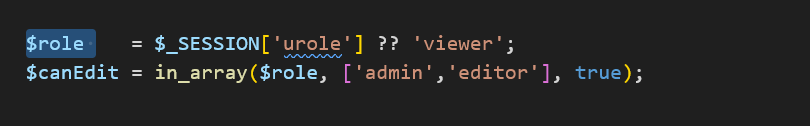 $role   = $_SESSION['urole'] ?? 'viewer';
$canEdit = in_array($role, ['admin','editor'], true);